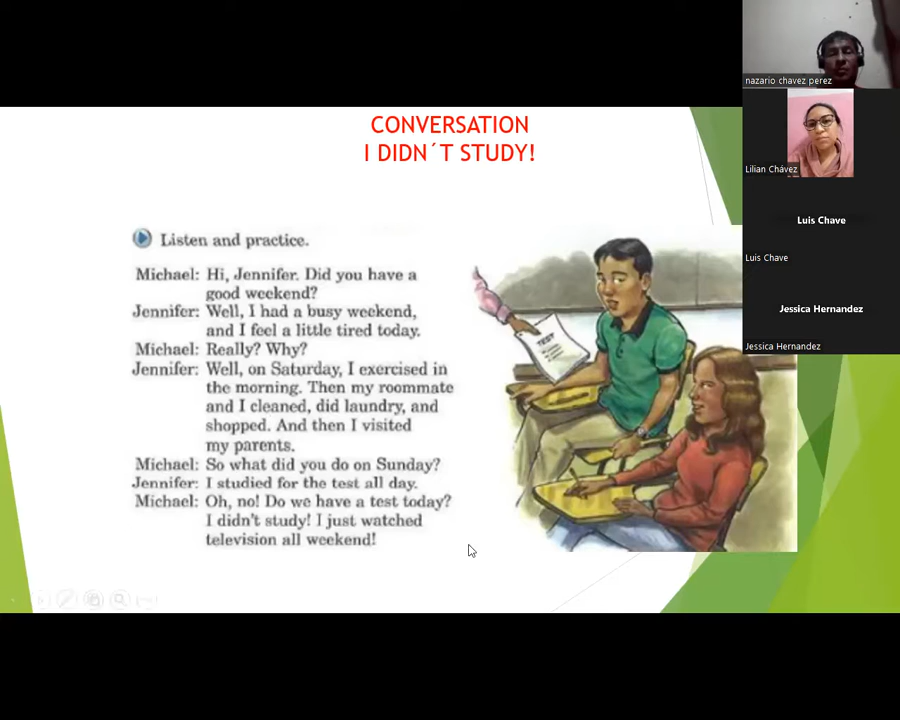 CONVERSATION
I DIDN´T STUDY!
Listen and practice.
Michael: Hi, Jennifer. Did you have a
good weekend?
Jennifer: Well, I had a busy weekend,
and I feel a little tired today.
Michael: Really? Why?
Jennifer: Well, on Saturday, I exercised in
the morning. Then my roommate
and I cleaned, did laundry, and
shopped. And then I visited
my parents.
Michael: So what did you do on Sunday?
Jennifer: I studied for the test all day.
Michael: Oh, no! Do we have a test today?
I didn't study! I just watched
television all weekend!
TEST
nazario chavez perez
Lilian Chávez
Luis Chave
Luis Chave
Jessica Hernandez
Jessica Hernandez